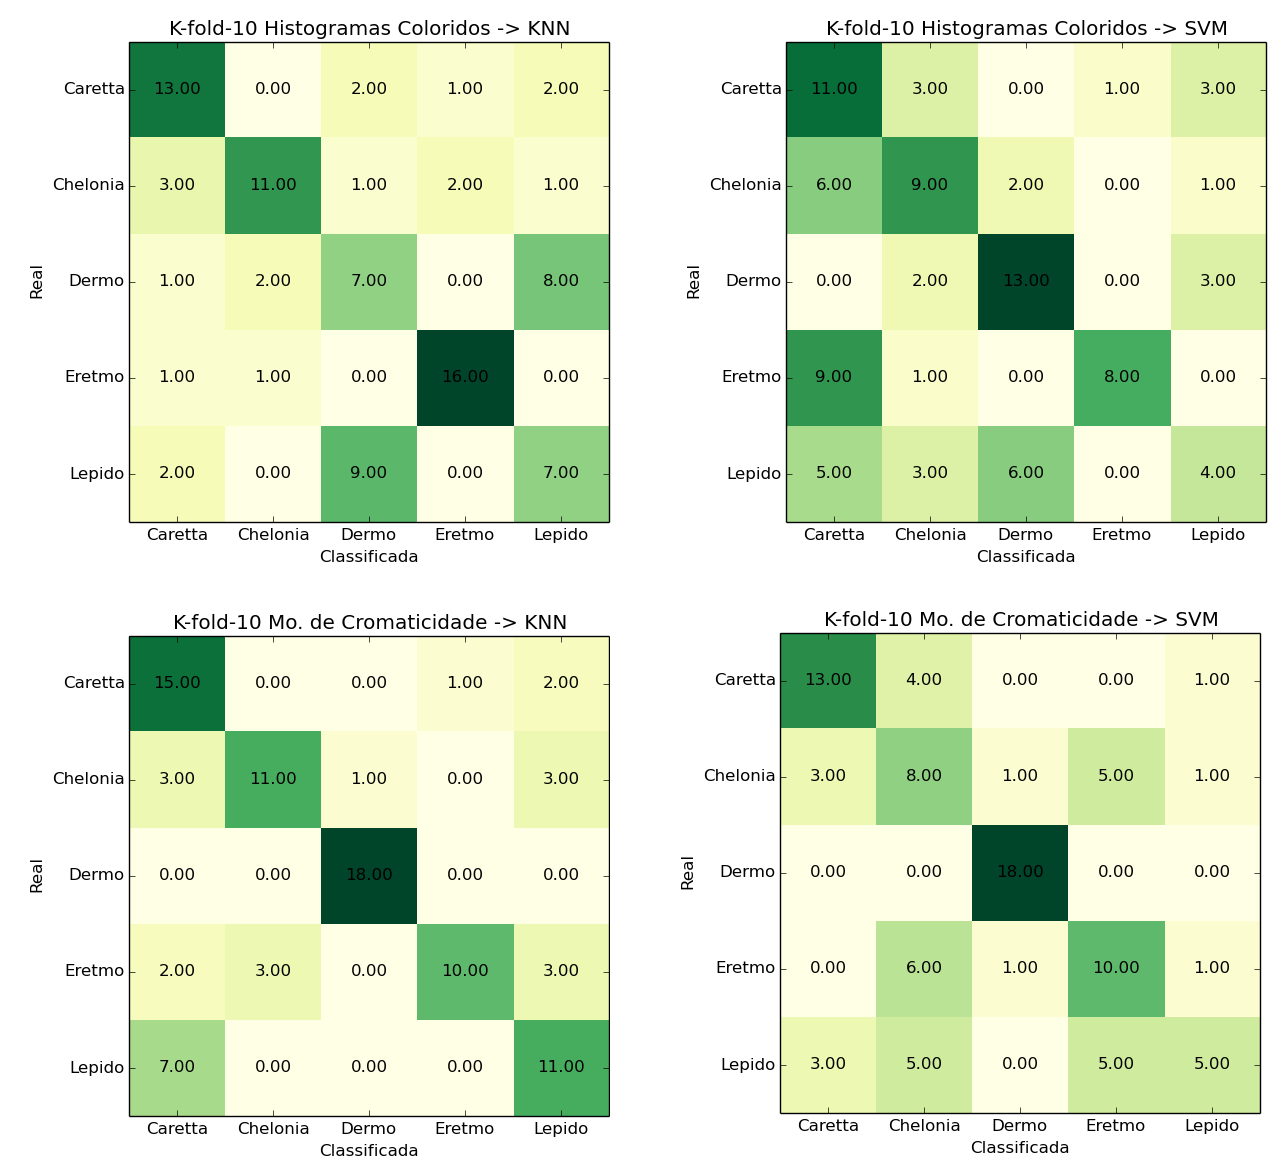 K-fold-10 Histogramas Coloridos -> KNN
Caretta 13.00 0.00 2.00 1.00 2.00
Chelonia 3.00 11.00 1.00 2.00 1.00
Dermo 1.00 2.00 7.00 0.00 8.00
Eretmo 1.00 1.00 0.00 16.00 0.00
Lepido 2.00 0.00 9.00 0.00 7.00
Real
Caretta Chelonia Dermo Eretmo Lepido
Classificada
K-fold-10 Histogramas Coloridos -> SVM
Caretta 11.00 3.00 0.00 1.00 3.00
Chelonia 6.00 9.00 2.00 0.00 1.00
Dermo 0.00 2.00 13.00 0.00 3.00
Eretmo 9.00 1.00 0.00 8.00 0.00
Lepido 5.00 3.00 6.00 0.00 4.00
Real
Caretta Chelonia Dermo Eretmo Lepido
Classificada
K-fold-10 Mo. de Cromaticidade -> KNN
Caretta 15.00 0.00 0.00 1.00 2.00
Chelonia 3.00 11.00 1.00 0.00 3.00
Dermo 0.00 0.00 18.00 0.00 0.00
Eretmo 2.00 3.00 0.00 10.00 3.00
Lepido 7.00 0.00 0.00 0.00 11.00
Real
Caretta Chelonia Dermo Eretmo Lepido
Classificada
K-fold-10 Mo. de Cromaticidade -> SVM
Caretta 13.00 4.00 0.00 0.00 1.00
Chelonia 3.00 8.00 1.00 5.00 1.00
Dermo 0.00 0.00 18.00 0.00 0.00
Eretmo 0.00 6.00 1.00 10.00 1.00
Lepido 3.00 5.00 0.00 5.00 5.00
Real
Caretta Chelonia Dermo Eretmo Lepido
Classificada